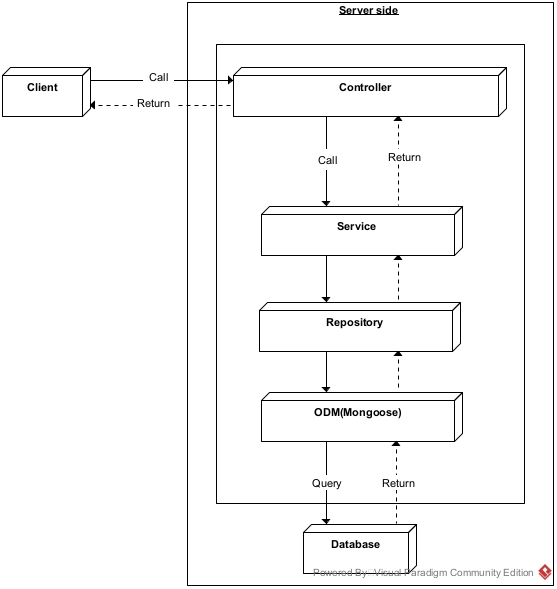 Server side
Client
Call
Controller
Return
Call
Return
Service
Repository
ODM(Mongoose)
Query
Return
Database
Powered By: Visual Paradigm Community Edition